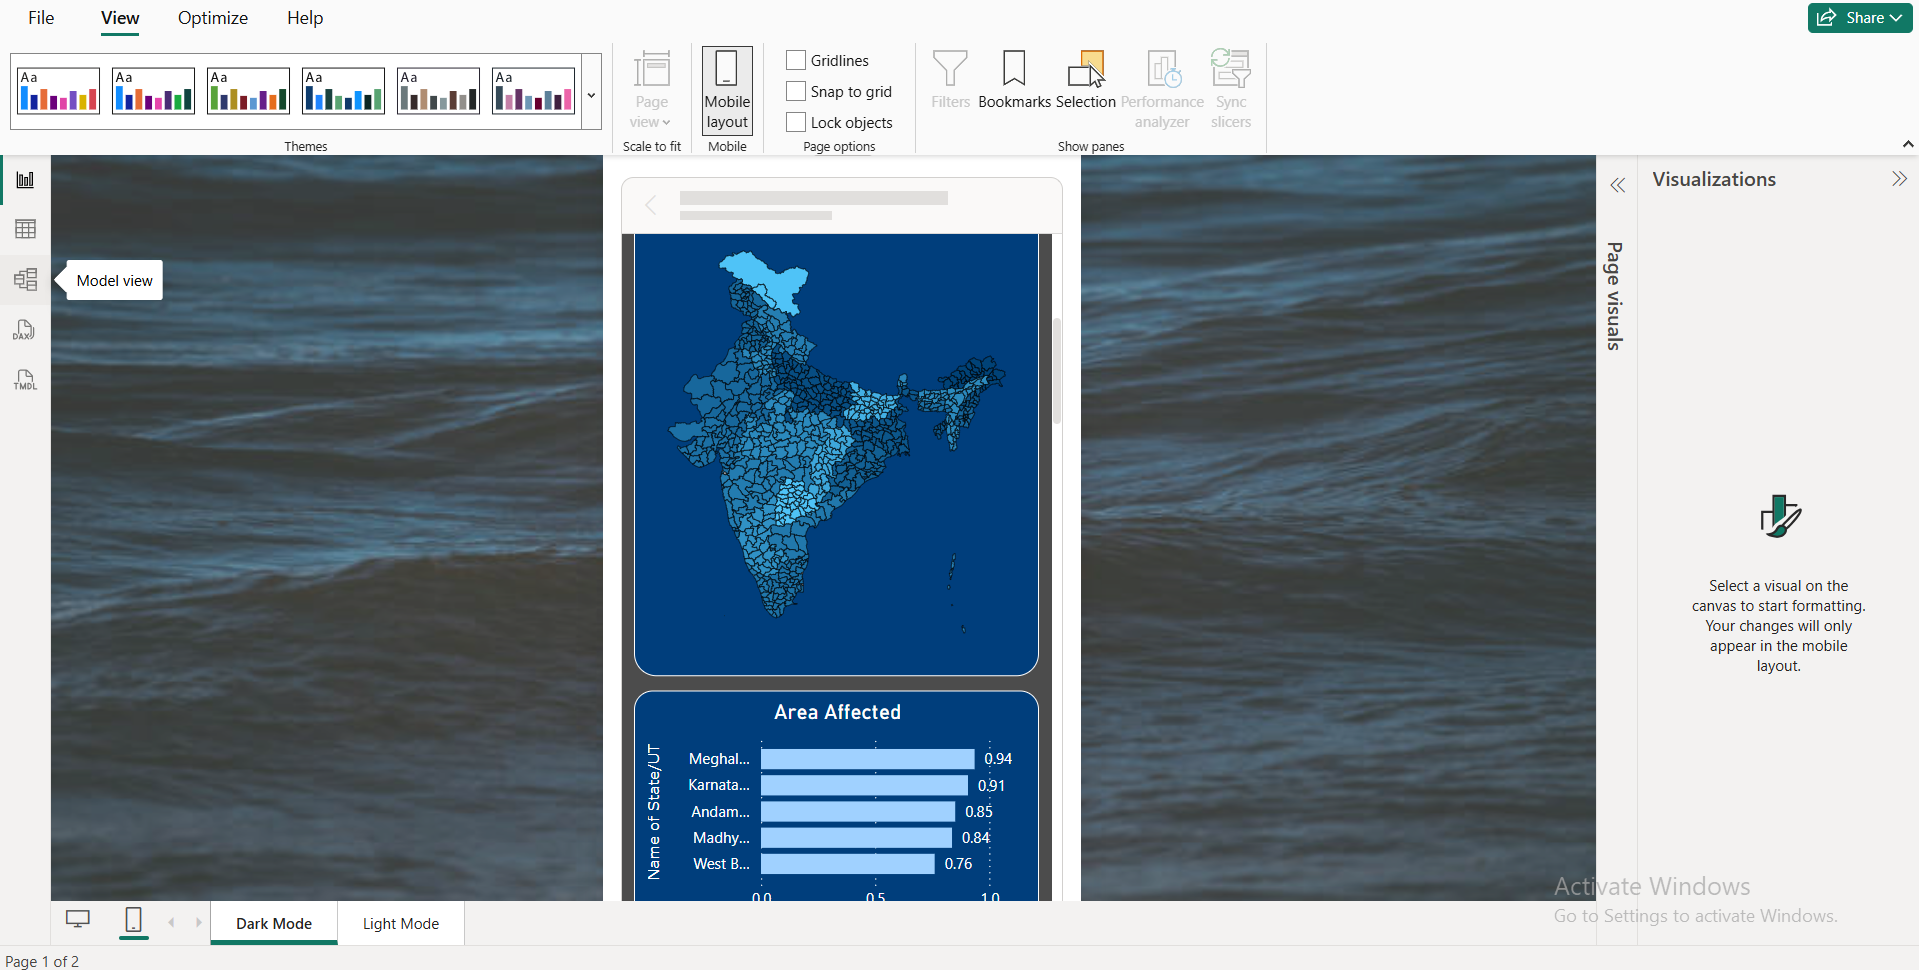 File View Optimize Help
Share
Aa Aa Aa Aa Aa Aa
Themes
Page
view
Scale to fit
Mobile
layout
Mobile
Gridlines
Snap to grid
Lock objects
Page options
Filters
Bookmarks
Selection
Performance
analyzer
Sync
slicers
Show panes
Model view
DAX
TMDL
Area Affected
Name of State/UT
Meghal... 0.94
Karnata... 0.91
Andam... 0.85
Madhy... 0.84
West B... 0.76
0.0 0.5 1.0
Page visuals
Visualizations
Select a visual on the
canvas to start formatting.
Your changes will only
appear in the mobile
layout.
Activate Windows
Go to Settings to activate Windows.
Dark Mode Light Mode
Page 1 of 2